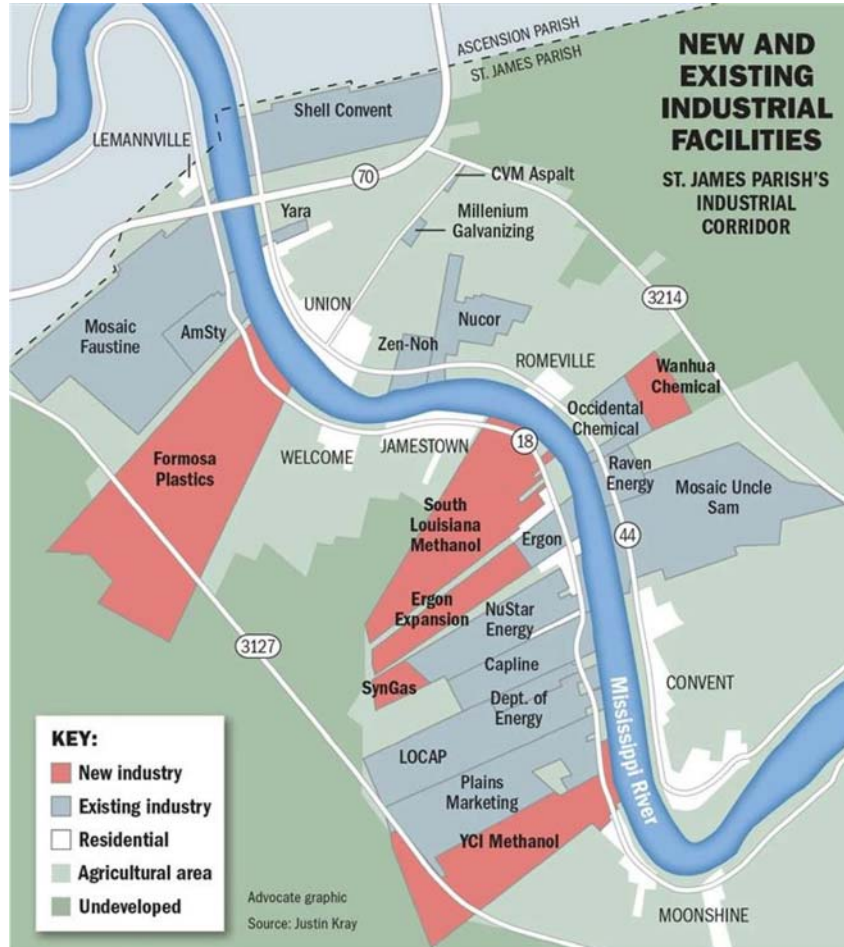 NEW AND
EXISTING
INDUSTRIAL
FACILITIES
ST. JAMES PARISH'S
INDUSTRIAL
CORRIDOR
ASCENSION PARISH
ST. JAMES PARISH
Shell Convent
LEMANNVILLE
70
CVM Aspalt
Yara
Millenium
Galvanizing
3214
UNION
Mosaic
Faustine
AmSty
Zen-Noh
Nucor
ROMEVILLE
Wanhua
Chemical
Occidental
Chemical
WELCOME
JAMESTOWN
18
Formosa
Plastics
Raven
Energy
Mosaic Uncle
Sam
South
Louisiana
Methanol
Ergon
44
Ergon
Expansion
NuStar
Energy
3127
Capline
SynGas
CONVENT
Dept. of
Energy
Mississippi River
LOCAP
Plains
Marketing
YCI Methanol
MOONSHINE
KEY:
New industry
Existing industry
Residential
Agricultural area
Undeveloped
Advocate graphic
Source: Justin Kray